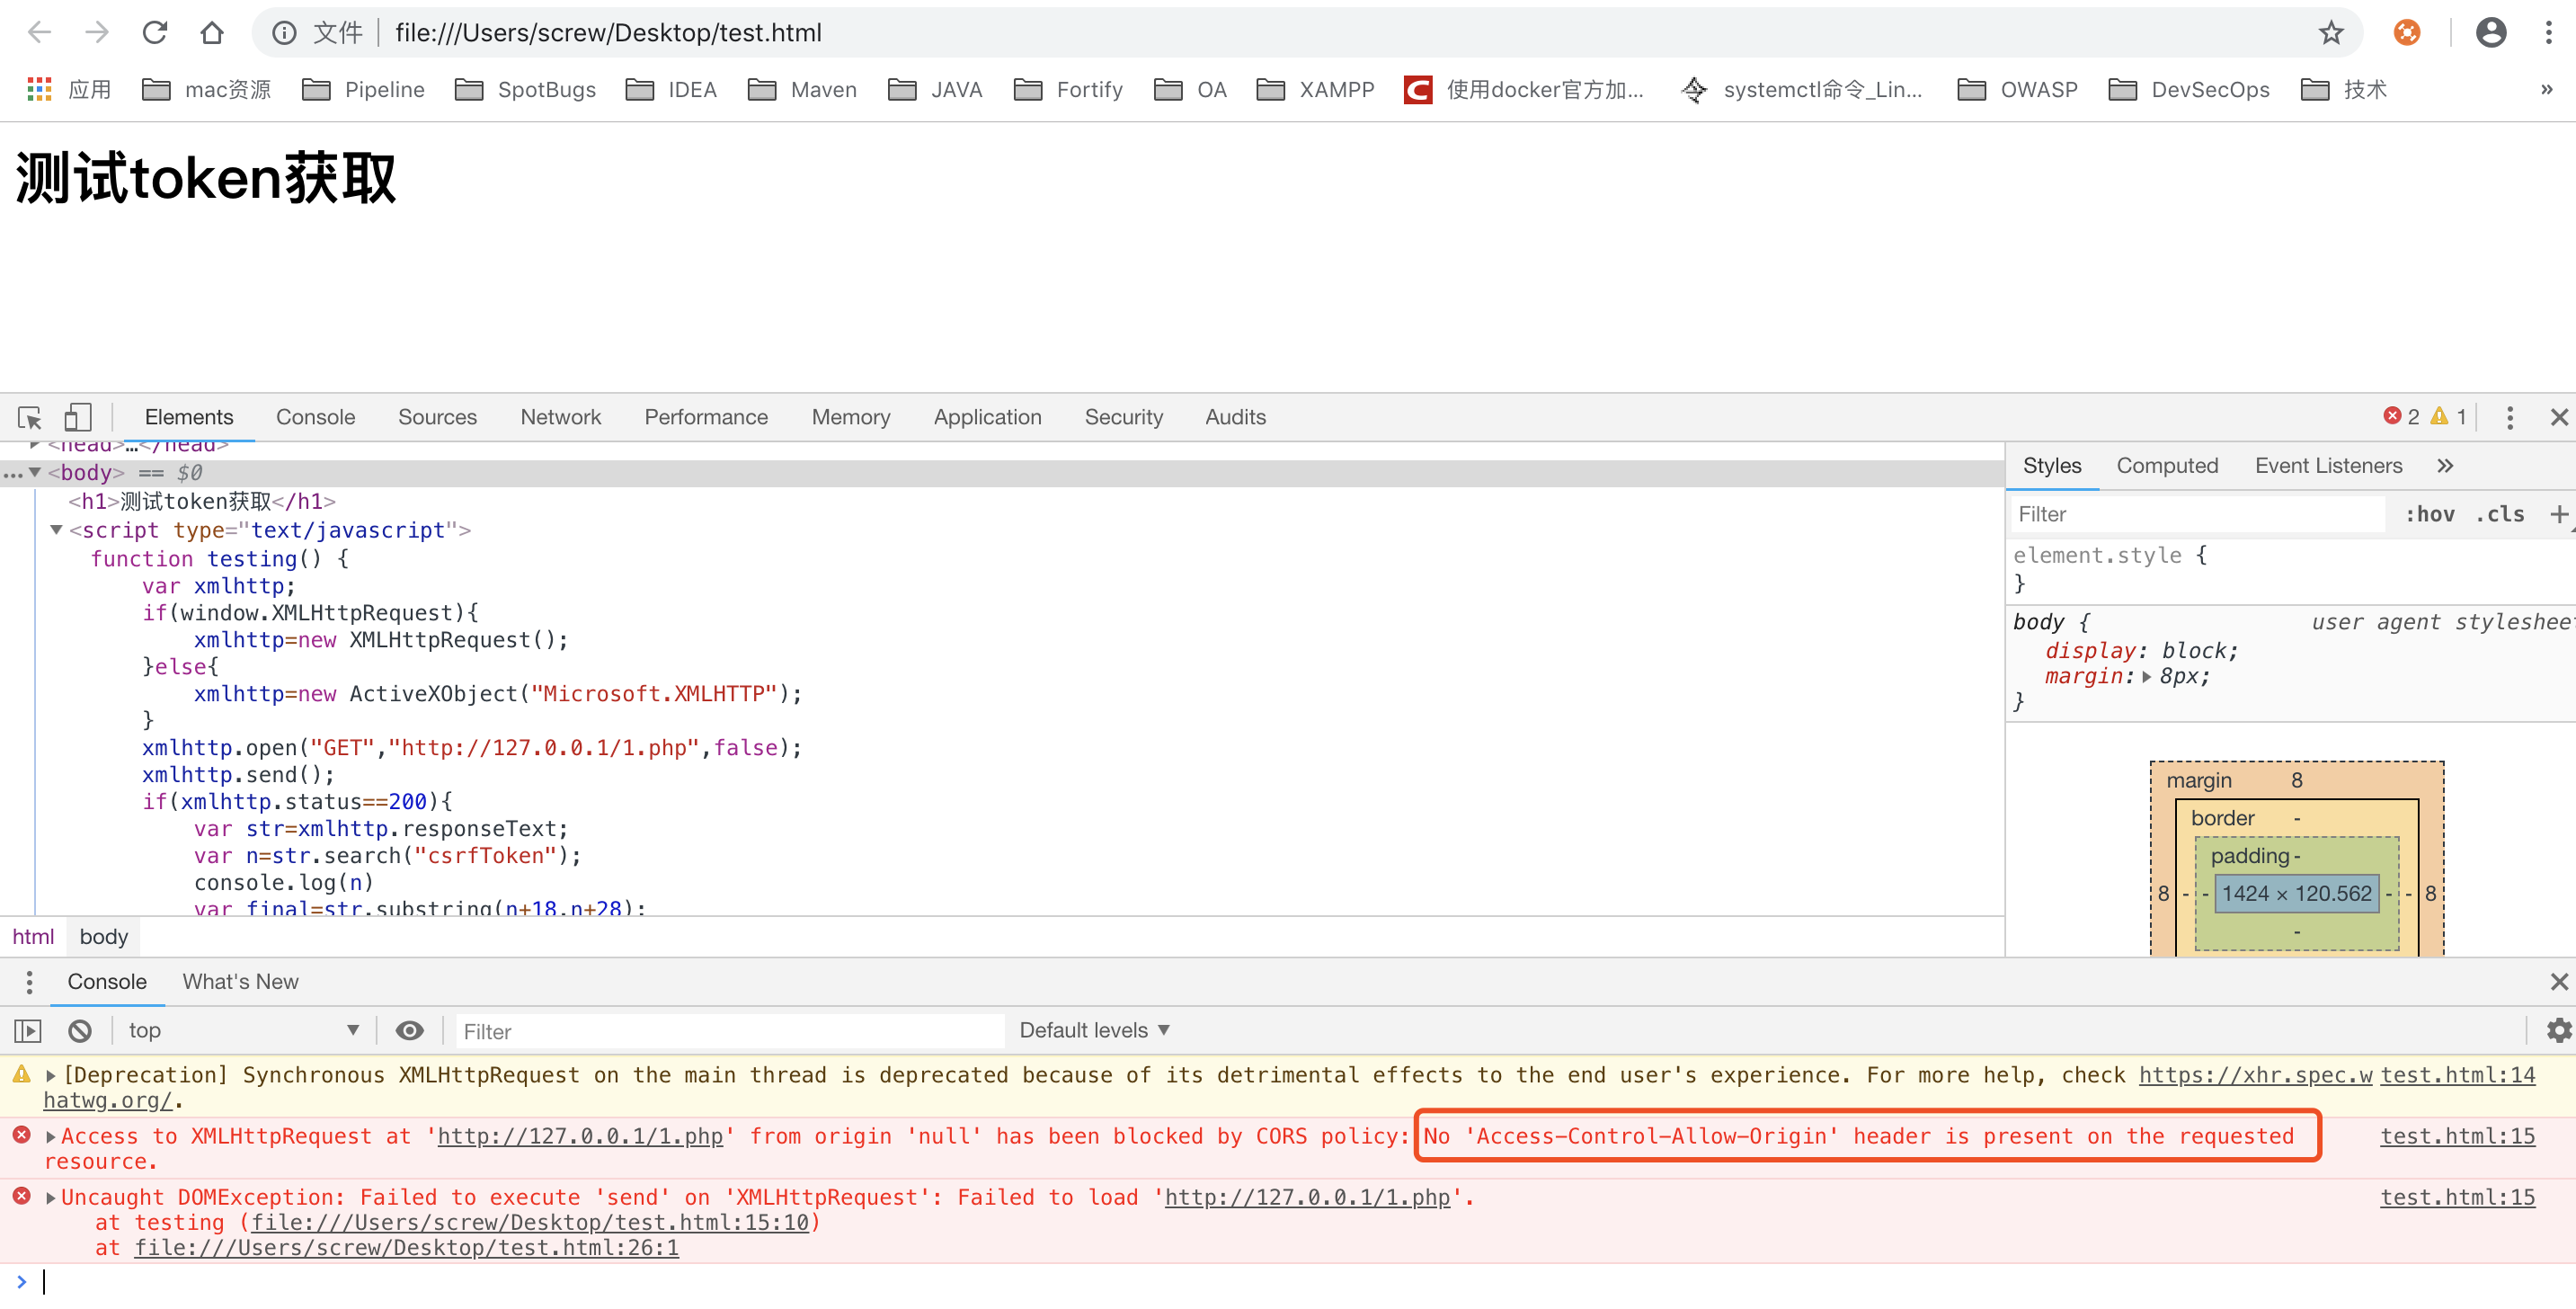 文件 file:///Users/screw/Desktop/test.html
应用 mac资源 Pipeline SpotBugs IDEA Maven JAVA Fortify OA XAMPP 使用docker官方加... systemctl命令_Lin... OWASP DevSecOps 技术 »
测试token获取
Elements Console Sources Network Performance Memory Application Security Audits 2 1
<head>…</head>
<body> == $0
<h1>测试token获取</h1>
<script type="text/javascript">
function testing() {
var xmlhttp;
if(window.XMLHttpRequest){
xmlhttp=new XMLHttpRequest();
}else{
xmlhttp=new ActiveXObject("Microsoft.XMLHTTP");
}
xmlhttp.open("GET","http://127.0.0.1/1.php",false);
xmlhttp.send();
if(xmlhttp.status==200){
var str=xmlhttp.responseText;
var n=str.search("csrfToken");
console.log(n)
var final=str.substring(n+18,n+28);
html body
Styles Computed Event Listeners »
Filter :hov .cls +
element.style {
}
body { user agent stylesheet
display: block;
margin: 8px;
}
margin 8
border -
padding -
8 - - 1424 × 120.562 - - 8
-
Console What's New
top Filter Default levels
[Deprecation] Synchronous XMLHttpRequest on the main thread is deprecated because of its detrimental effects to the end user's experience. For more help, check https://xhr.spec.w test.html:14
hatwg.org/.
Access to XMLHttpRequest at 'http://127.0.0.1/1.php' from origin 'null' has been blocked by CORS policy: No 'Access-Control-Allow-Origin' header is present on the requested test.html:15
resource.
Uncaught DOMException: Failed to execute 'send' on 'XMLHttpRequest': Failed to load 'http://127.0.0.1/1.php'. test.html:15
at testing (file:///Users/screw/Desktop/test.html:15:10)
at file:///Users/screw/Desktop/test.html:26:1
>